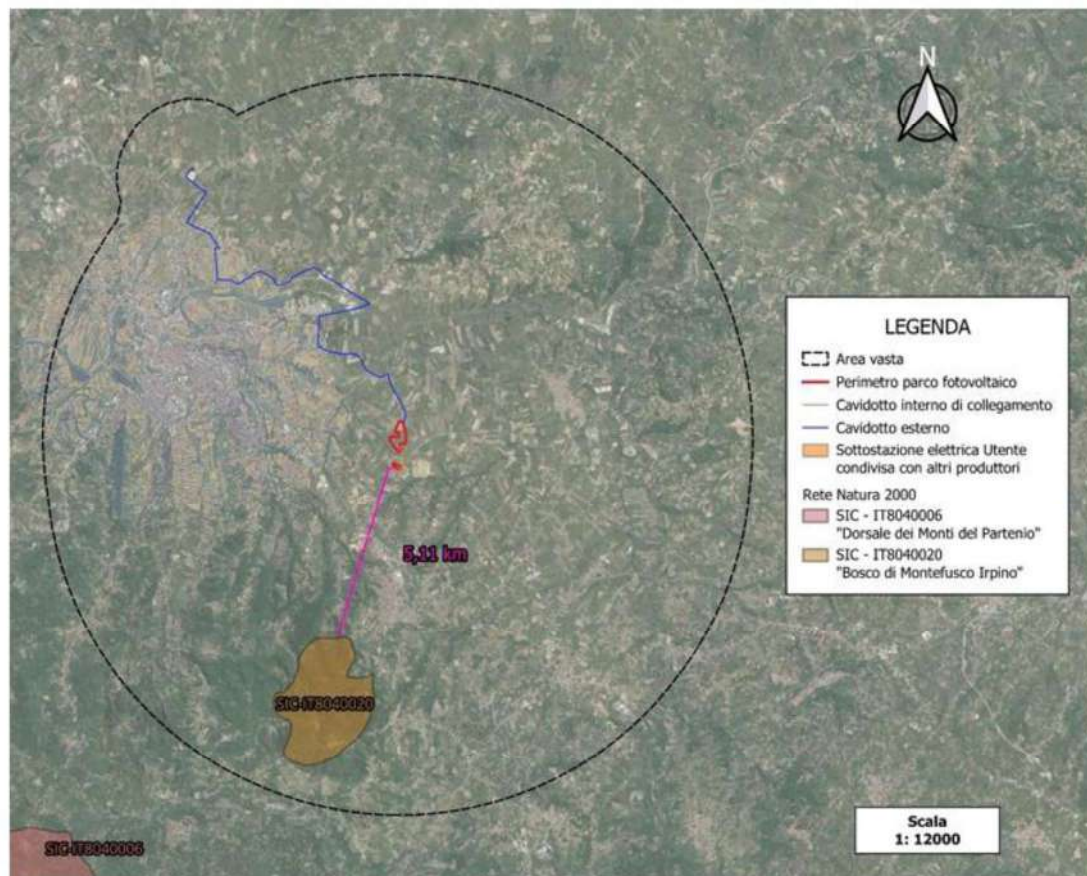 N
LEGENDA
Area vasta
Perimetro parco fotovoltaico
Cavidotto interno di collegamento
Cavidotto esterno
Sottostazione elettrica Utente
condivisa con altri produttori
Rete Natura 2000
SIC - IT8040006
"Dorsale dei Monti del Partenio"
SIC - IT8040020
"Bosco di Montefusco Irpino"
5,11 km
SIC-IT8040020
SIC-IT8040006
Scala
1: 12000